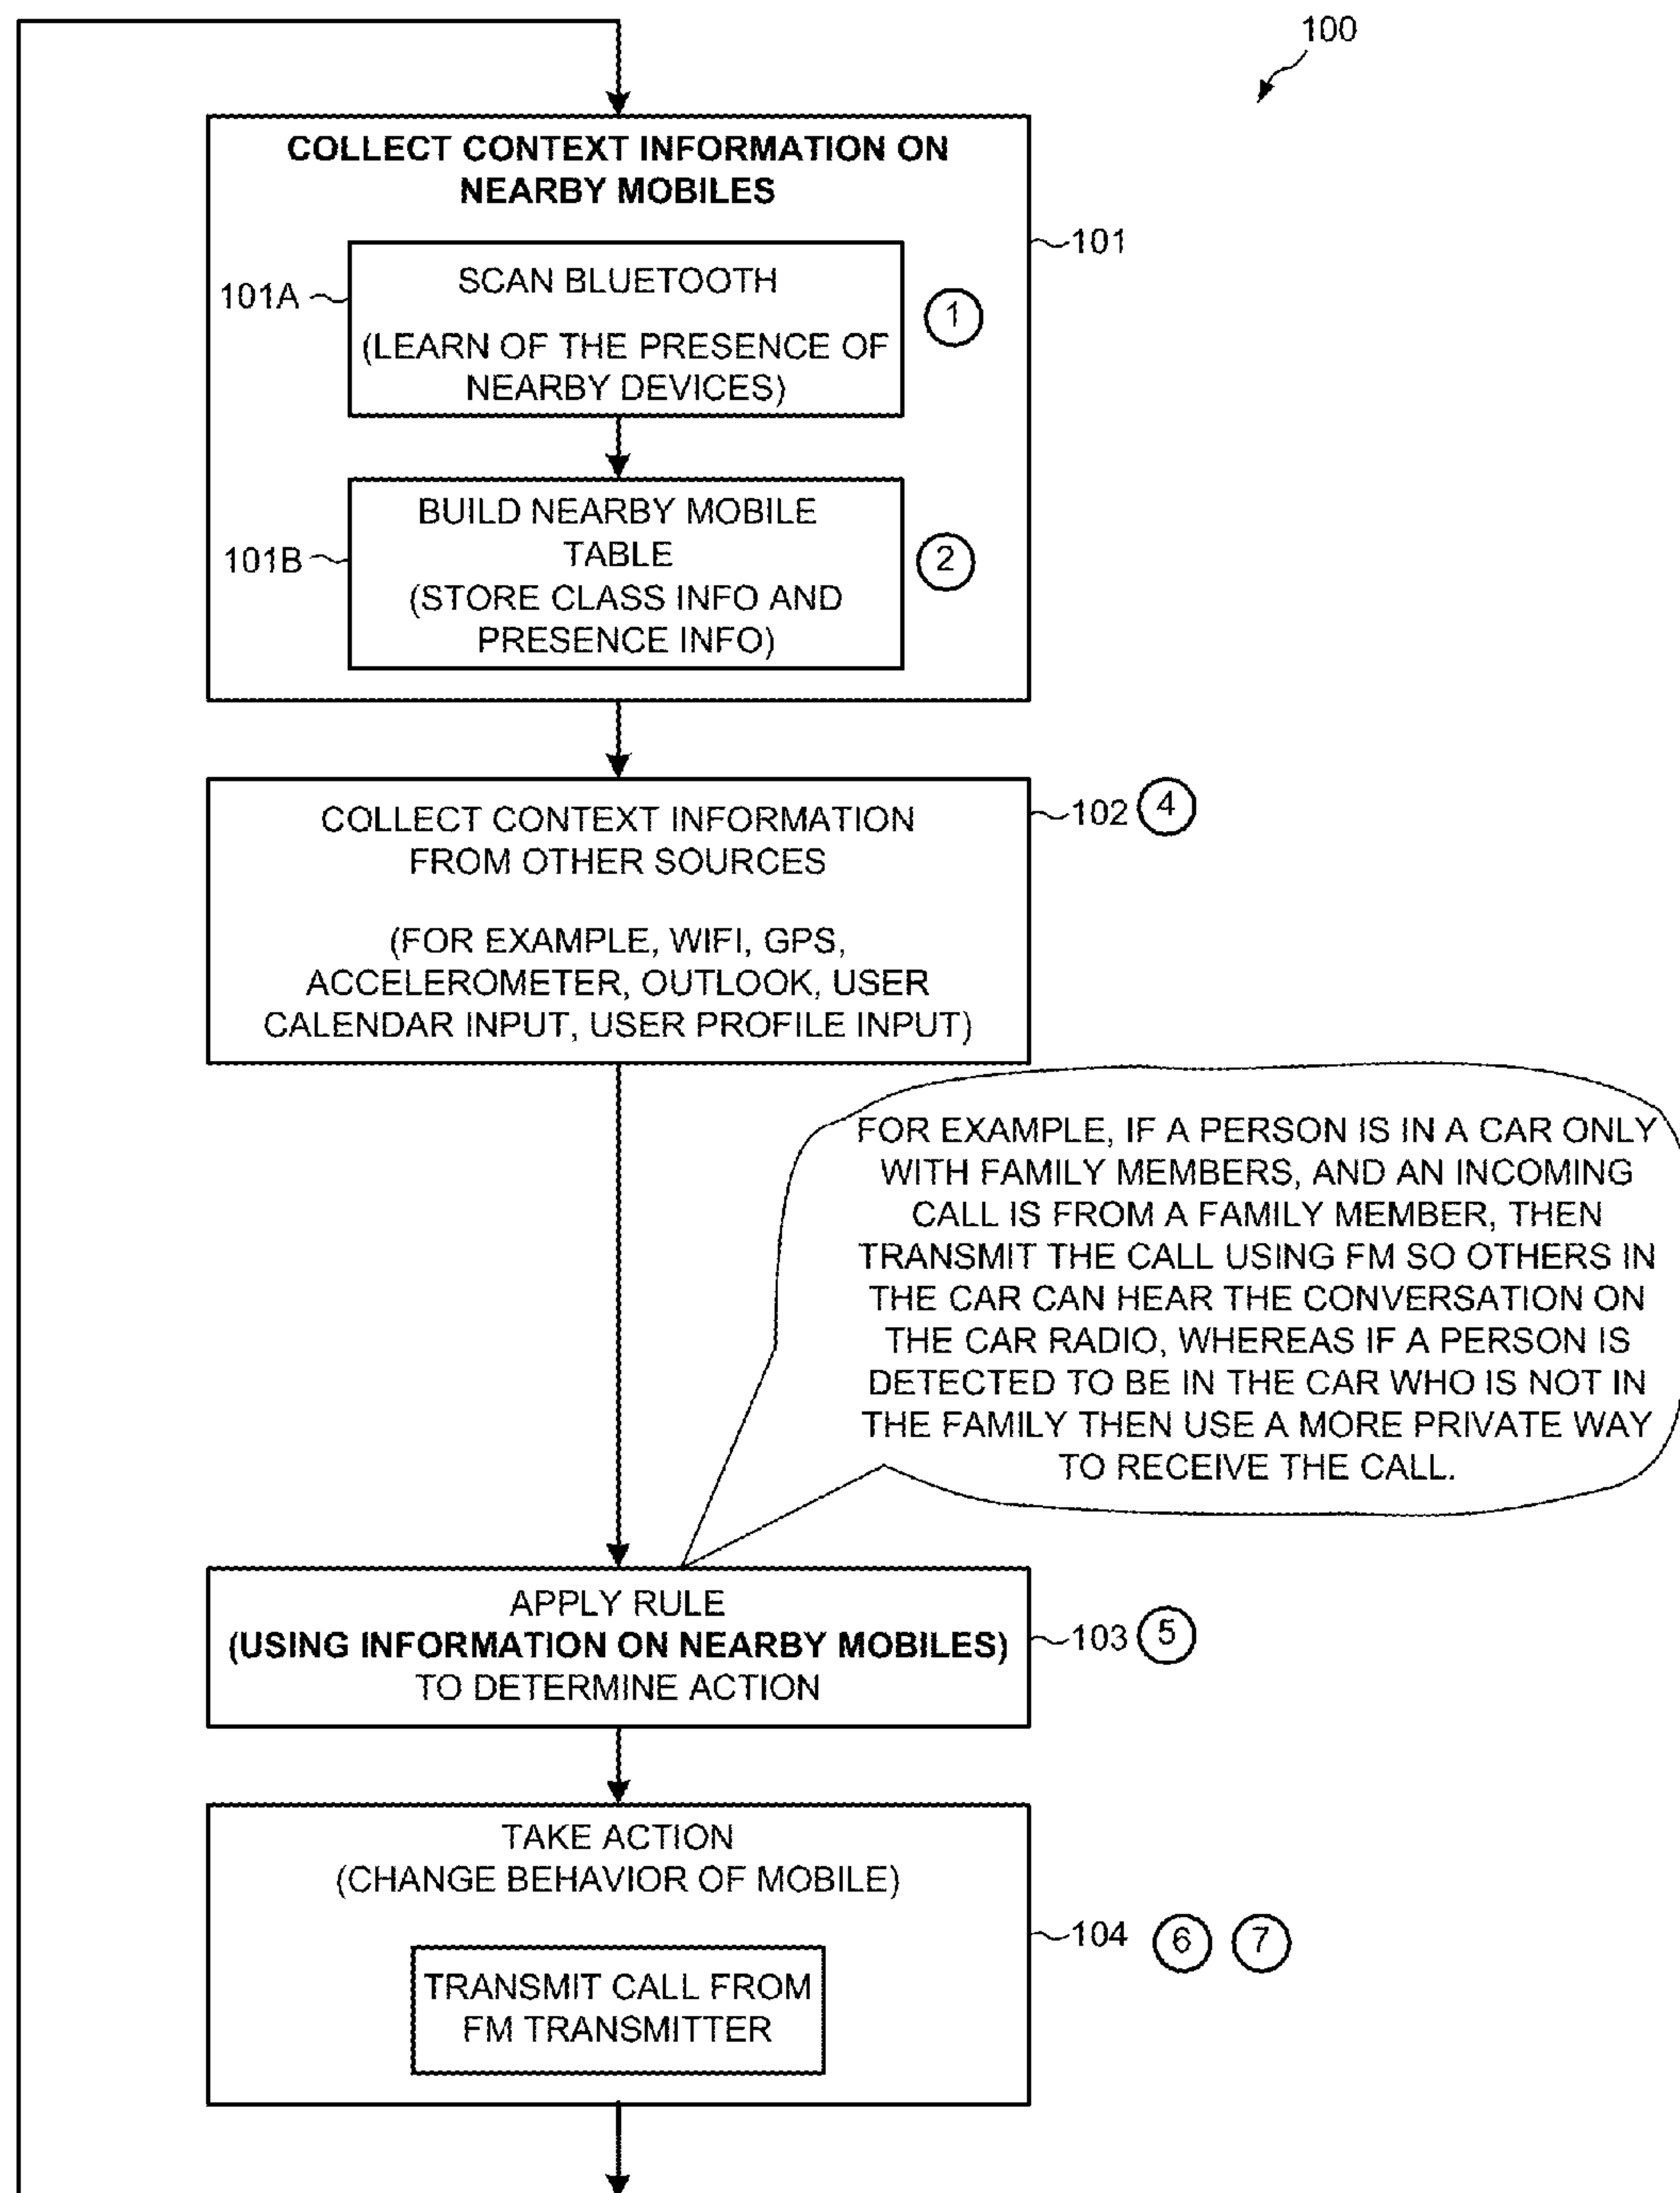 100
COLLECT CONTEXT INFORMATION ON
NEARBY MOBILES
101
101A
SCAN BLUETOOTH
(LEARN OF THE PRESENCE OF
NEARBY DEVICES)
1
101B
BUILD NEARBY MOBILE
TABLE
(STORE CLASS INFO AND
PRESENCE INFO)
2
COLLECT CONTEXT INFORMATION
FROM OTHER SOURCES
(FOR EXAMPLE, WIFI, GPS,
ACCELEROMETER, OUTLOOK, USER
CALENDAR INPUT, USER PROFILE INPUT)
102 4
FOR EXAMPLE, IF A PERSON IS IN A CAR ONLY
WITH FAMILY MEMBERS, AND AN INCOMING
CALL IS FROM A FAMILY MEMBER, THEN
TRANSMIT THE CALL USING FM SO OTHERS IN
THE CAR CAN HEAR THE CONVERSATION ON
THE CAR RADIO, WHEREAS IF A PERSON IS
DETECTED TO BE IN THE CAR WHO IS NOT IN
THE FAMILY THEN USE A MORE PRIVATE WAY
TO RECEIVE THE CALL.
APPLY RULE
(USING INFORMATION ON NEARBY MOBILES)
TO DETERMINE ACTION
103 5
TAKE ACTION
(CHANGE BEHAVIOR OF MOBILE)
104 6 7
TRANSMIT CALL FROM
FM TRANSMITTER